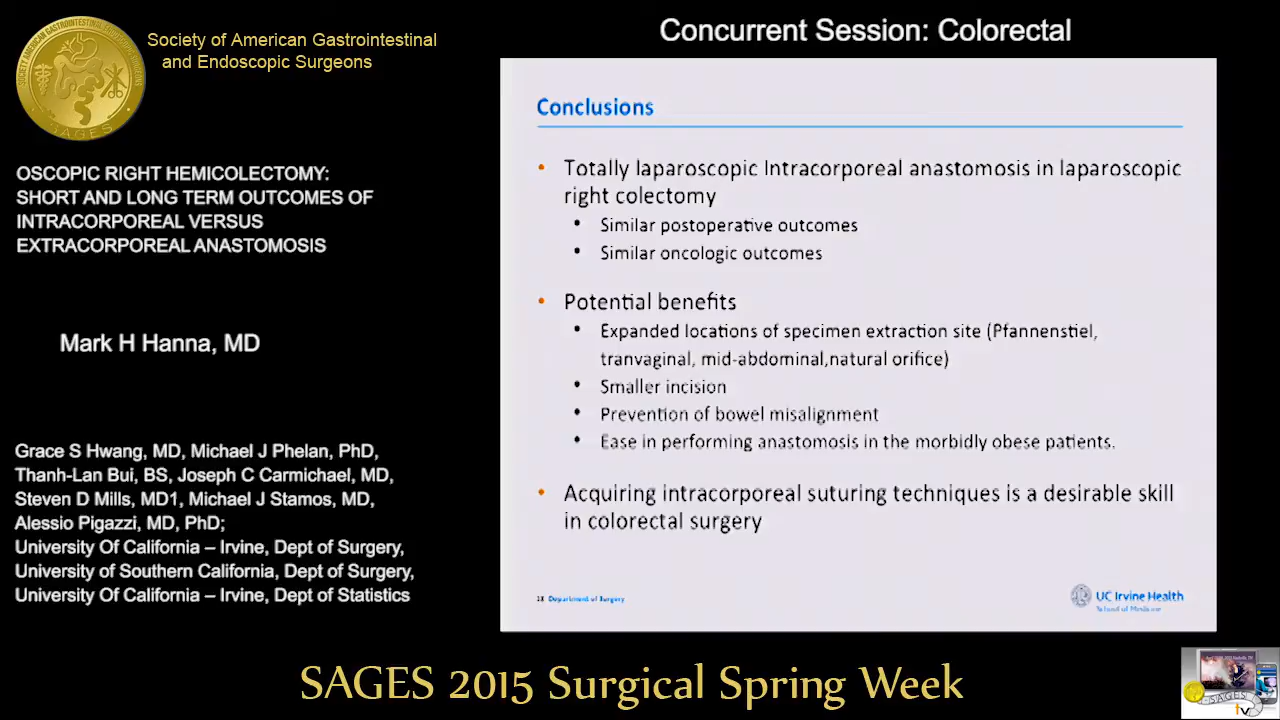 Society of American Gastrointestinal
and Endoscopic Surgeons
Concurrent Session: Colorectal
OSCOPIC RIGHT HEMICOLECTOMY:
SHORT AND LONG TERM OUTCOMES OF
INTRACORPOREAL VERSUS
EXTRACORPOREAL ANASTOMOSIS
Mark H Hanna, MD
Grace S Hwang, MD, Michael J Phelan, PhD,
Thanh-Lan Bui, BS, Joseph C Carmichael, MD,
Steven D Mills, MD1, Michael J Stamos, MD,
Alessio Pigazzi, MD, PhD;
University Of California – Irvine, Dept of Surgery,
University of Southern California, Dept of Surgery,
University Of California – Irvine, Dept of Statistics
Conclusions
• Totally laparoscopic Intracorporeal anastomosis in laparoscopic
right colectomy
• Similar postoperative outcomes
• Similar oncologic outcomes
• Potential benefits
• Expanded locations of specimen extraction site (Pfannenstiel,
tranvaginal, mid-abdominal,natural orifice)
• Smaller incision
• Prevention of bowel misalignment
• Ease in performing anastomosis in the morbidly obese patients.
• Acquiring intracorporeal suturing techniques is a desirable skill
in colorectal surgery
Department of Surgery
UC Irvine Health
School of Medicine
SAGES 2015 Surgical Spring Week
SAGES
tv